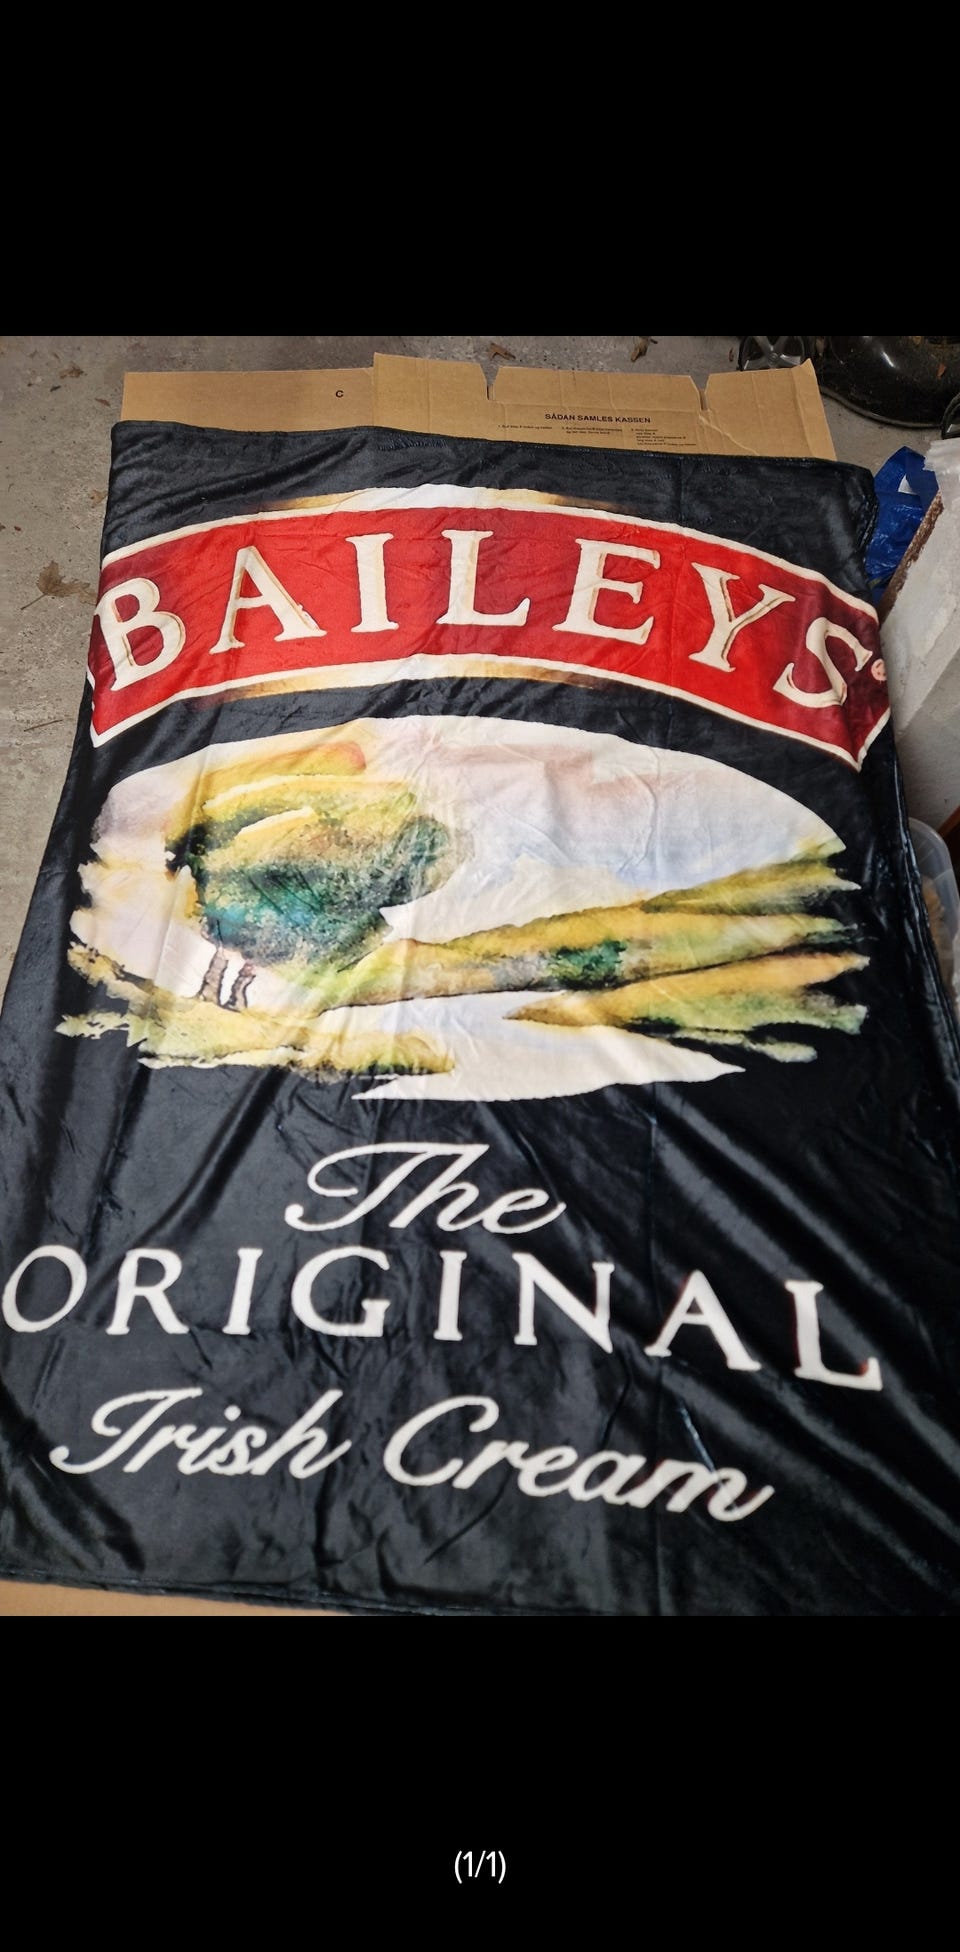 C
SÅDAN SAMLES KASSEN
BAILEYS
The
ORIGINAL
Irish Cream
(1/1)